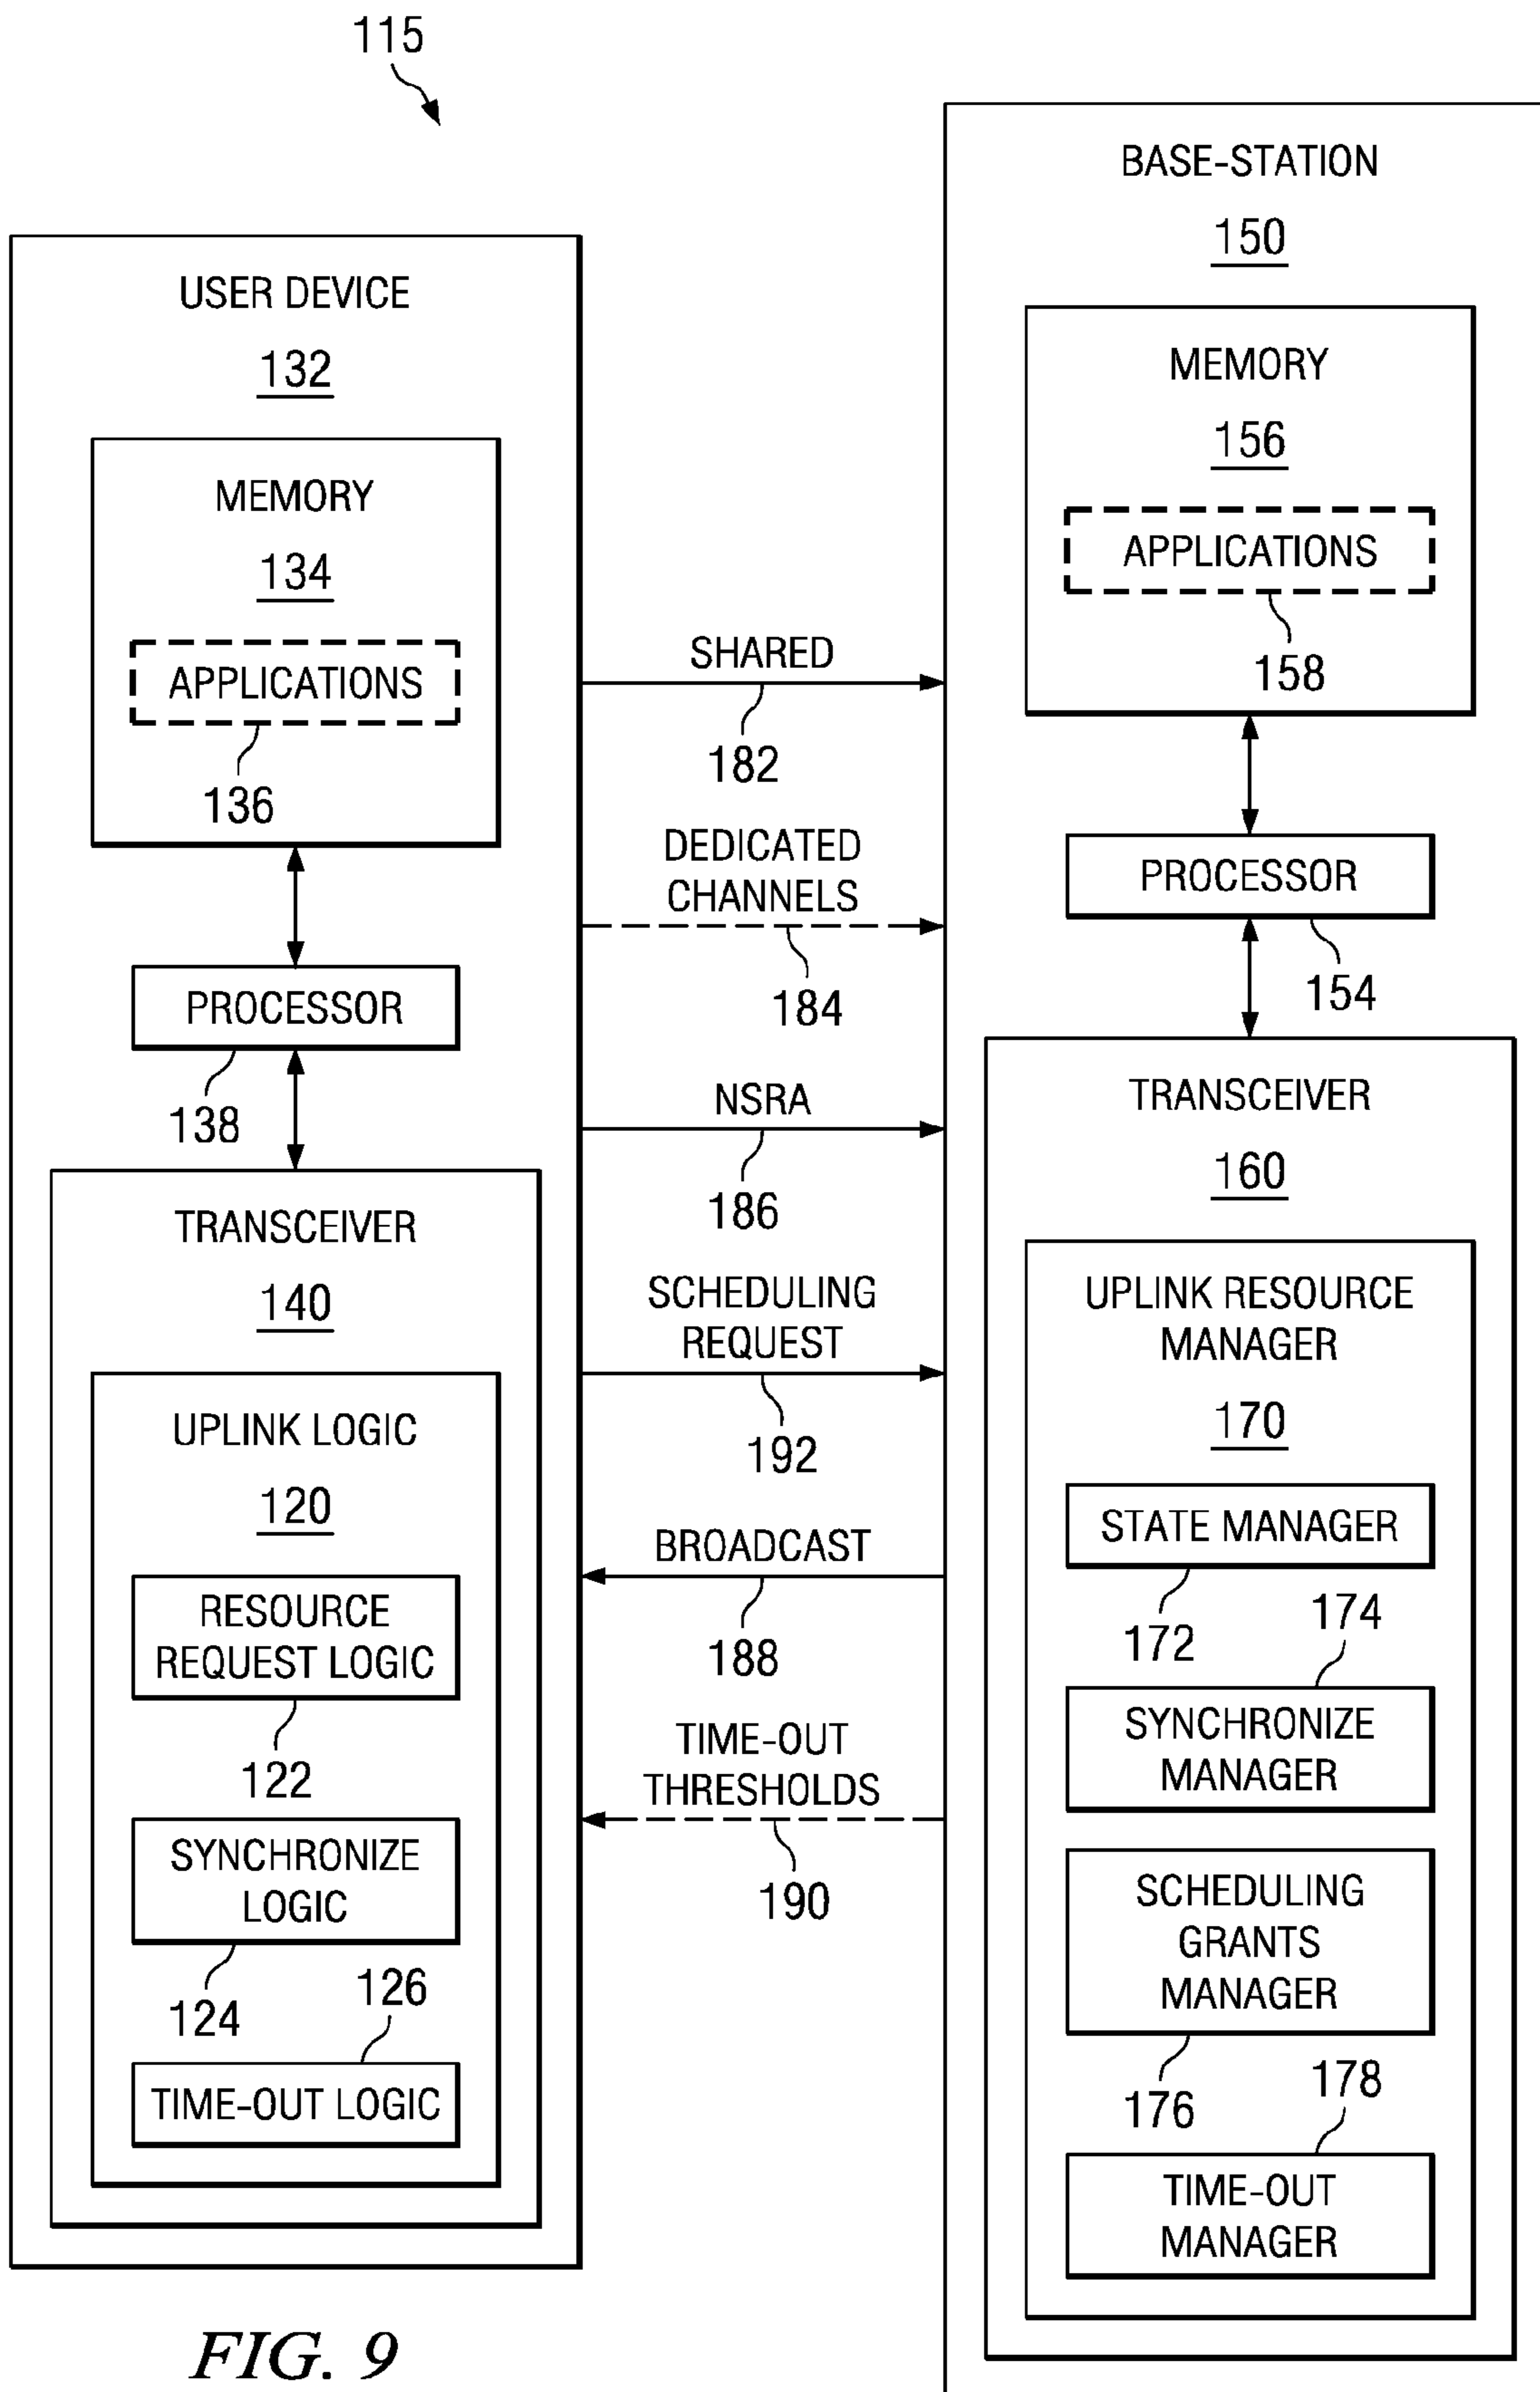 115
USER DEVICE
132
MEMORY
134
APPLICATIONS
136
PROCESSOR
138
TRANSCEIVER
140
UPLINK LOGIC
120
RESOURCE
REQUEST LOGIC
122
SYNCHRONIZE
LOGIC
124
126
TIME-OUT LOGIC
SHARED
182
DEDICATED
CHANNELS
184
NSRA
186
SCHEDULING
REQUEST
192
BROADCAST
188
TIME-OUT
THRESHOLDS
190
BASE-STATION
150
MEMORY
156
APPLICATIONS
158
PROCESSOR
154
TRANSCEIVER
160
UPLINK RESOURCE
MANAGER
170
STATE MANAGER
172
174
SYNCHRONIZE
MANAGER
SCHEDULING
GRANTS
MANAGER
176
178
TIME-OUT
MANAGER
FIG. 9